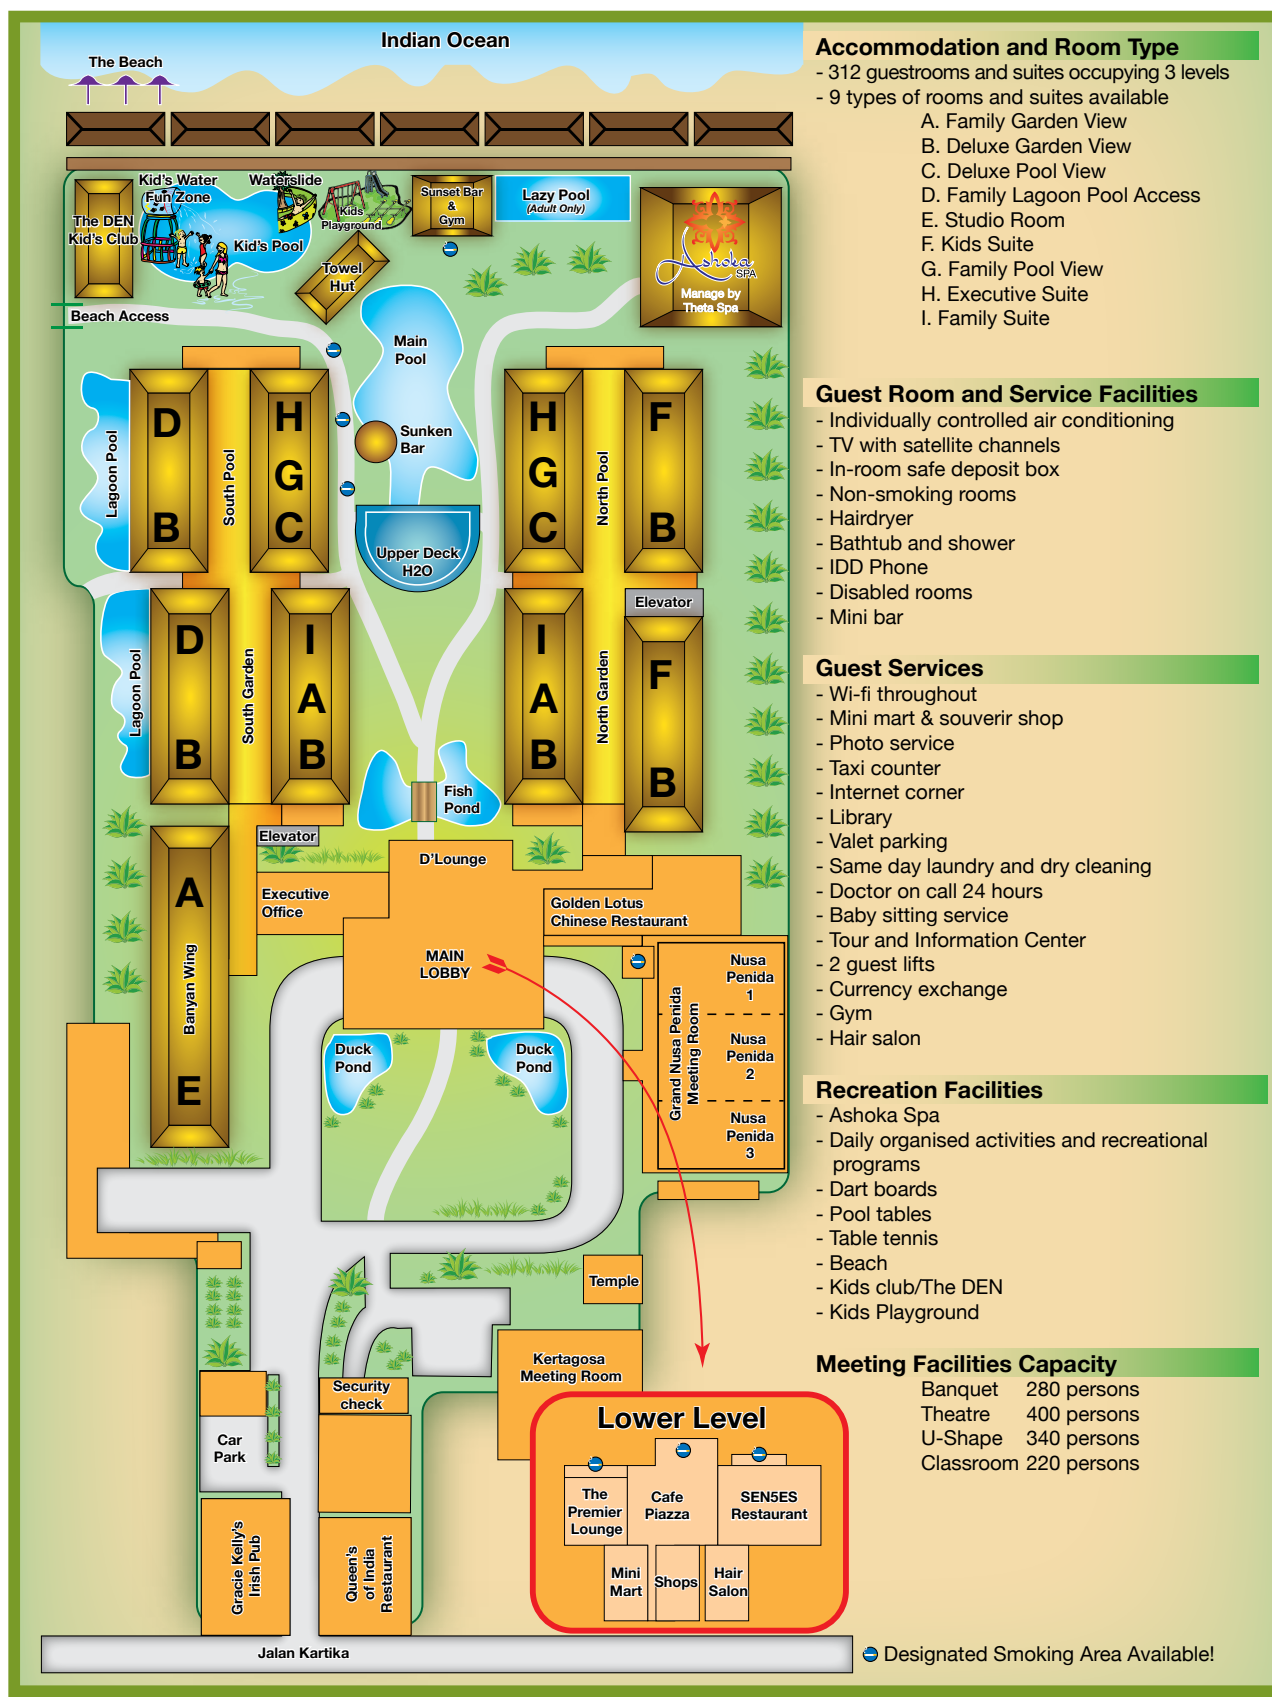 Indian Ocean
The Beach
Kid's Water
Fun Zone
Waterslide
The DEN
Kid's Club
Kid's Pool
Kids
Playground
Sunset Bar
&
Gym
Lazy Pool
(Adult Only)
Towel
Hut
Ashoka
SPA
Manage by
Theta Spa
Beach Access
Main
Pool
Sunken
Bar
Upper Deck
H2O
Lagoon Pool
D
B
South Pool
H
G
C
H
G
C
North Pool
F
B
Lagoon Pool
D
B
South Garden
I
A
B
I
A
B
North Garden
Elevator
F
B
Fish
Pond
Elevator
A
Banyan Wing
E
D'Lounge
Executive
Office
Golden Lotus
Chinese Restaurant
MAIN
LOBBY
Grand Nusa Penida
Meeting Room
Nusa
Penida
1
Nusa
Penida
2
Nusa
Penida
3
Duck
Pond
Duck
Pond
Temple
Kertagosa
Meeting Room
Security
check
Car
Park
Gracie Kelly's
Irish Pub
Queen's
of India
Restaurant
Lower Level
The
Premier
Lounge
Cafe
Piazza
SEN5ES
Restaurant
Mini
Mart
Shops
Hair
Salon
Jalan Kartika
Accommodation and Room Type
- 312 guestrooms and suites occupying 3 levels
- 9 types of rooms and suites available
A. Family Garden View
B. Deluxe Garden View
C. Deluxe Pool View
D. Family Lagoon Pool Access
E. Studio Room
F. Kids Suite
G. Family Pool View
H. Executive Suite
I. Family Suite
Guest Room and Service Facilities
- Individually controlled air conditioning
- TV with satellite channels
- In-room safe deposit box
- Non-smoking rooms
- Hairdryer
- Bathtub and shower
- IDD Phone
- Disabled rooms
- Mini bar
Guest Services
- Wi-fi throughout
- Mini mart & souverir shop
- Photo service
- Taxi counter
- Internet corner
- Library
- Valet parking
- Same day laundry and dry cleaning
- Doctor on call 24 hours
- Baby sitting service
- Tour and Information Center
- 2 guest lifts
- Currency exchange
- Gym
- Hair salon
Recreation Facilities
- Ashoka Spa
- Daily organised activities and recreational
programs
- Dart boards
- Pool tables
- Table tennis
- Beach
- Kids club/The DEN
- Kids Playground
Meeting Facilities Capacity
Banquet 280 persons
Theatre 400 persons
U-Shape 340 persons
Classroom 220 persons
Designated Smoking Area Available!